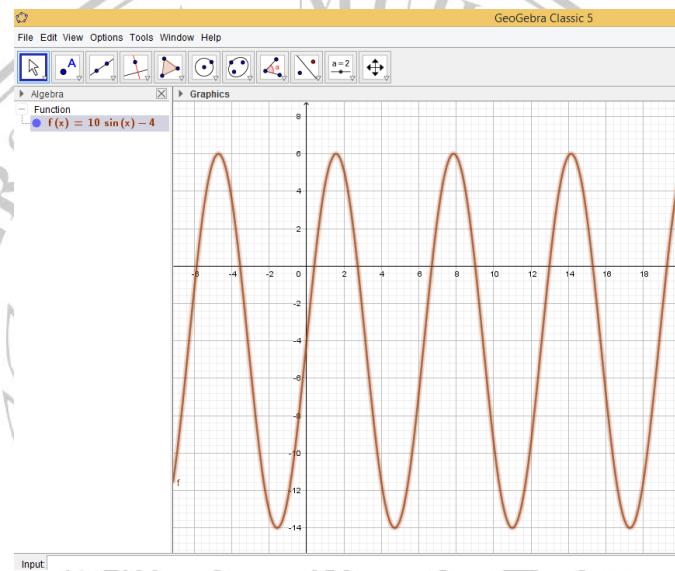 GeoGebra Classic 5
File Edit View Options Tools Window Help
A
a = 2
Algebra
Graphics
Function
f(x) = 10 sin(x) − 4
8
6
4
2
-6 -4 -2 0 2 4 6 8 10 12 14 16 18
-2
-4
-6
-8
-10
-12
-14
f
Input: